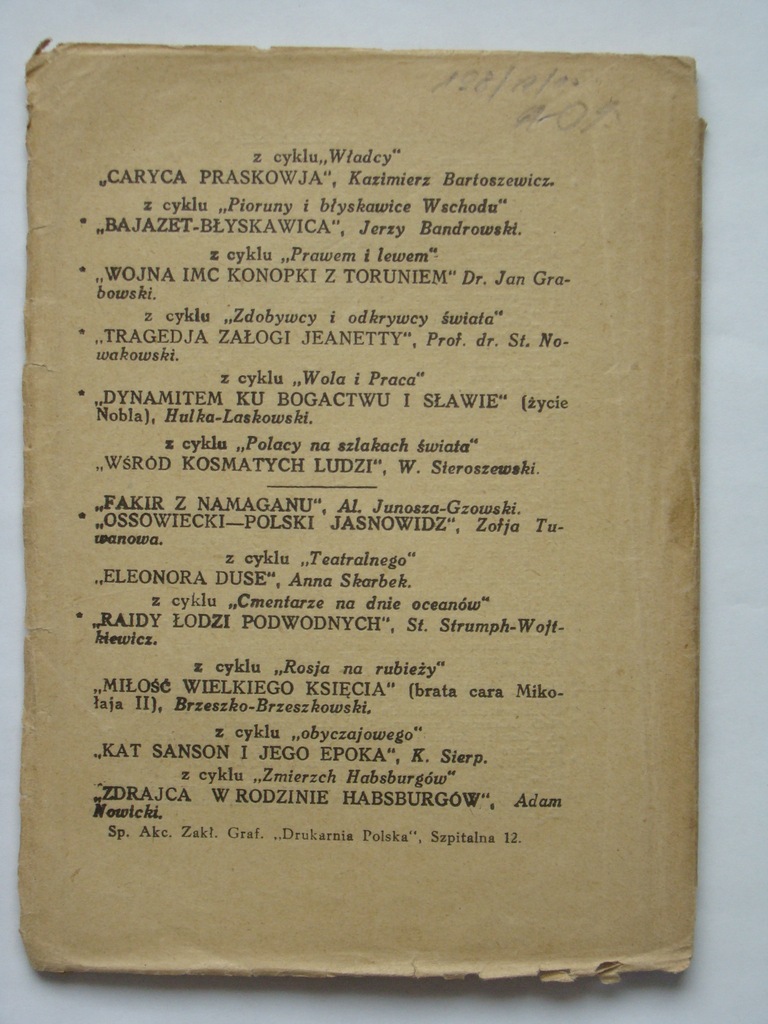 z cyklu „Władcy“
„CARYCA PRASKOWJA“, Kazimierz Bartoszewicz.
z cyklu „Pioruny i błyskawice Wschodu“
* „BAJAZET-BŁYSKAWICA“, Jerzy Bandrowski.
z cyklu „Prawem i lewem“
* „WOJNA IMC KONOPKI Z TORUNIEM“ Dr. Jan Gra-
bowski.
z cyklu „Zdobywcy i odkrywcy świata“
* „TRAGEDJA ZAŁOGI JEANETTY“, Prof. dr. St. No-
wakowski.
z cyklu „Wola i Praca“
* „DYNAMITEM KU BOGACTWU I SŁAWIE“ (życie
Nobla), Hulka-Laskowski.
z cyklu „Polacy na szlakach świata“
„WŚRÓD KOSMATYCH LUDZI“, W. Sieroszewski.
„FAKIR Z NAMAGANU“, Al. Junosza-Gzowski.
* „OSSOWIECKI—POLSKI JASNOWIDZ“, Zofja Tu-
wanowa.
z cyklu „Teatralnego“
„ELEONORA DUSE“, Anna Skarbek.
z cyklu „Cmentarze na dnie oceanów“
* „RAIDY ŁODZI PODWODNYCH“, St. Strumph-Wojt-
kiewicz.
z cyklu „Rosja na rubieży“
„MIŁOŚĆ WIELKIEGO KSIĘCIA“ (brata cara Miko-
łaja II), Brzeszko-Brzeszkowski.
z cyklu „obyczajowego“
„KAT SANSON I JEGO EPOKA“, K. Sierp.
z cyklu „Zmierzch Habsburgów“
„ZDRAJCA W RODZINIE HABSBURGÓW“, Adam
Nowicki.
Sp. Akc. Zakł. Graf. „Drukarnia Polska“, Szpitalna 12.